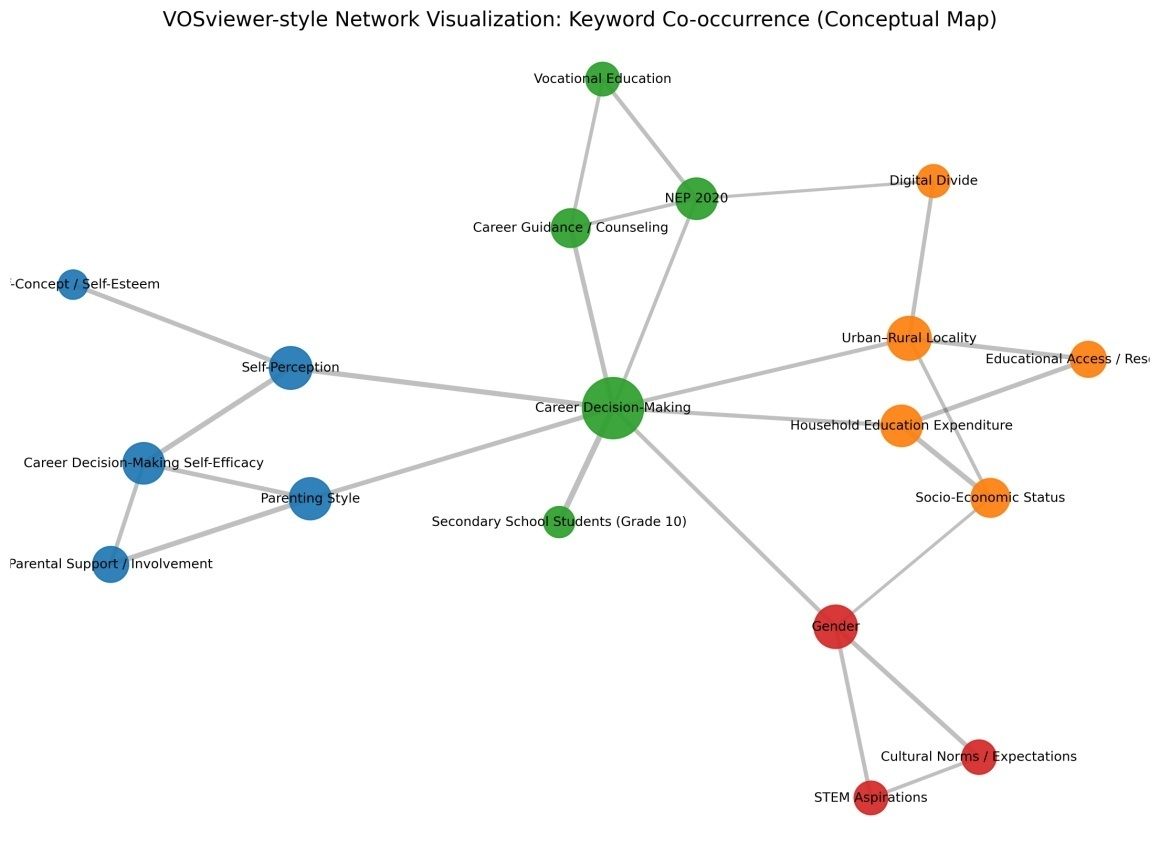 VOSviewer-style Network Visualization: Keyword Co-occurrence (Conceptual Map)
Vocational Education
Digital Divide
NEP 2020
Career Guidance / Counseling
-Concept / Self-Esteem
Urban–Rural Locality
Educational Access / Res
Self-Perception
Career Decision-Making
Household Education Expenditure
Career Decision-Making Self-Efficacy
Parenting Style
Socio-Economic Status
Secondary School Students (Grade 10)
Parental Support / Involvement
Gender
Cultural Norms / Expectations
STEM Aspirations